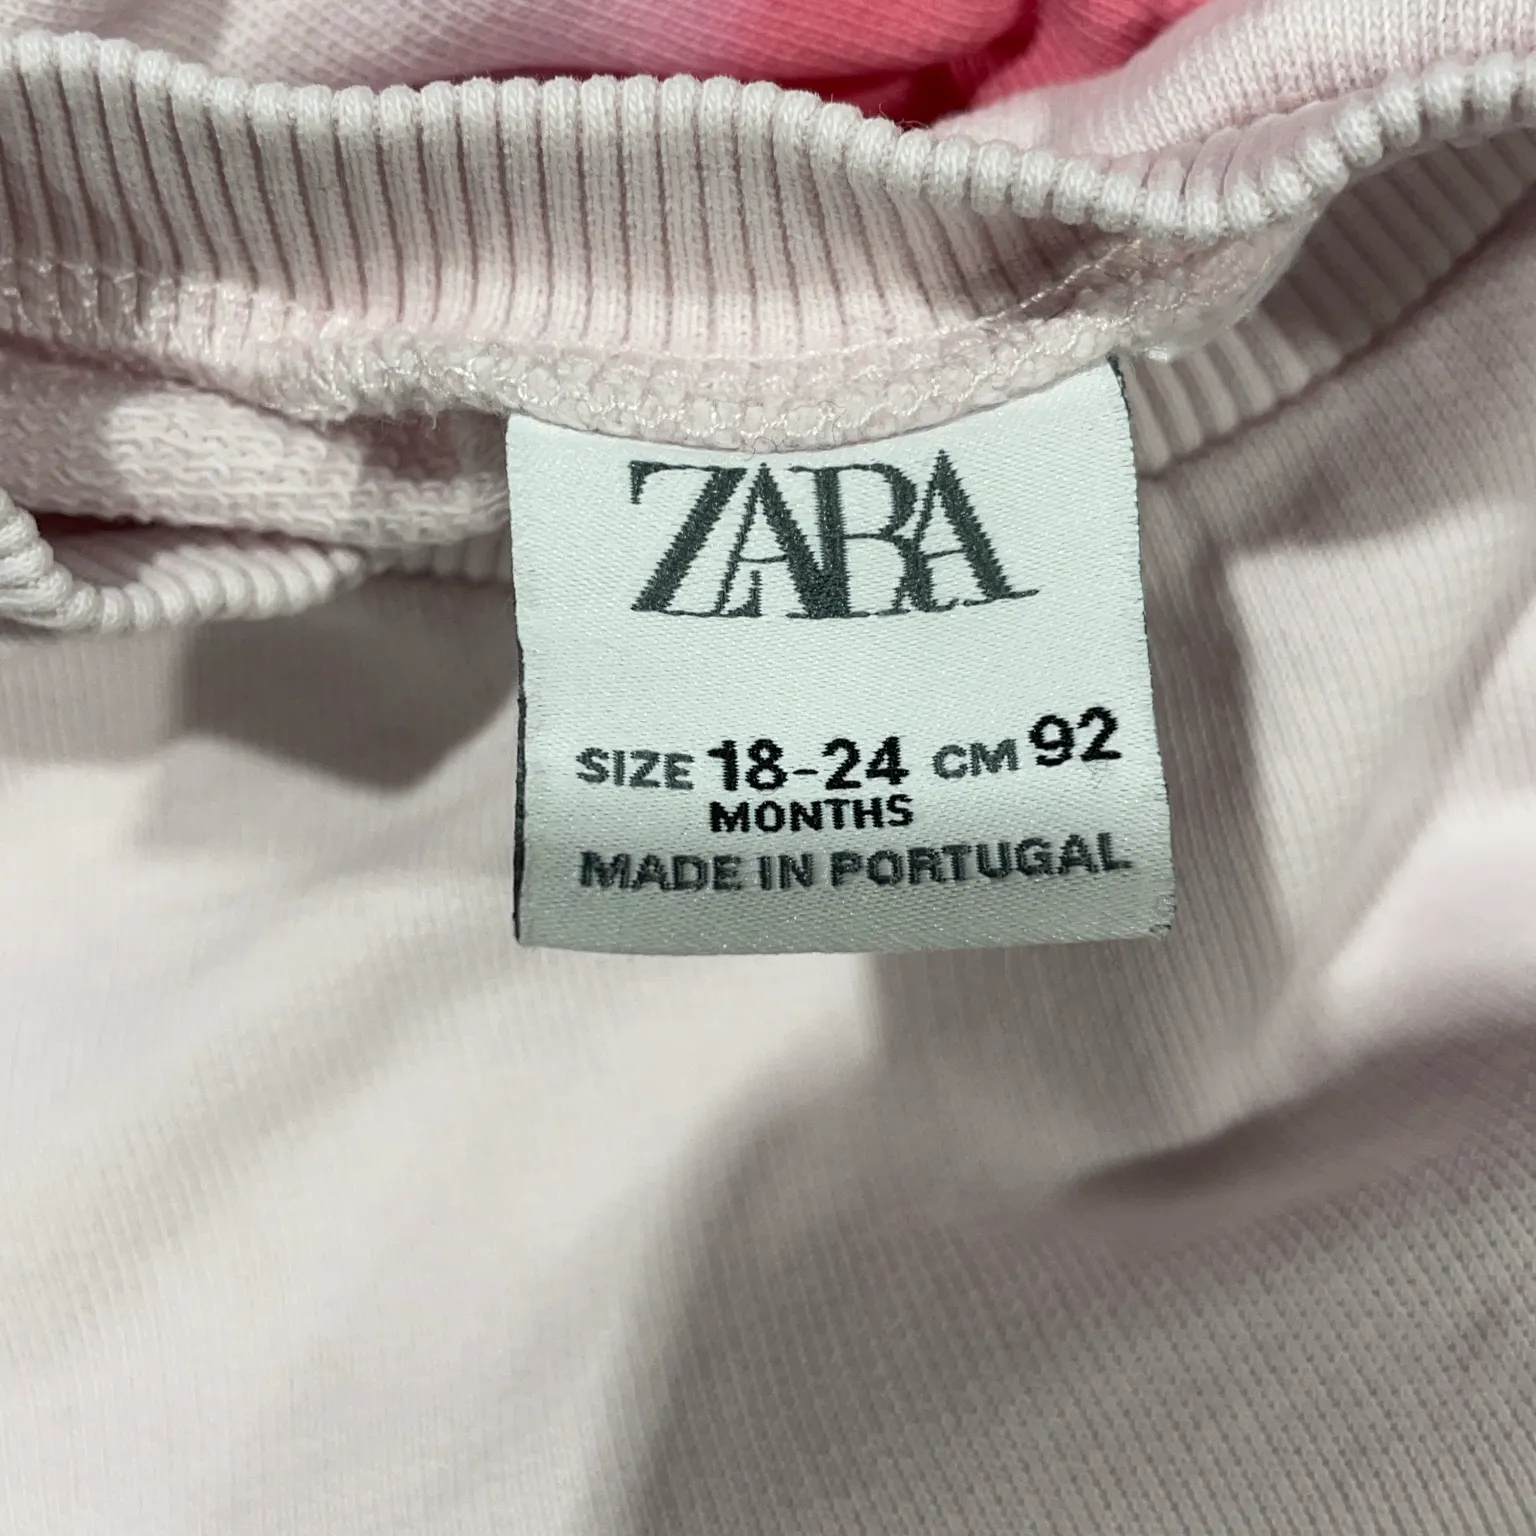 ZARA
SIZE 18-24 CM 92
MONTHS
MADE IN PORTUGAL